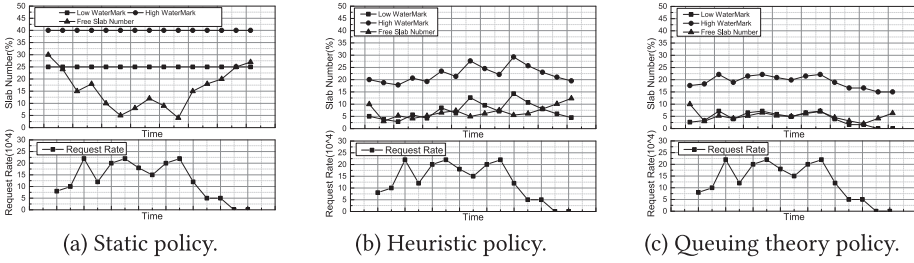 50
45
40
35
30
25
20
15
10
5
0
Slab Number(%)
Low WaterMark
High WaterMark
Free Slab Number
Time
30
25
20
15
10
5
0
Request Rate(10^4)
Request Rate
Time
(a) Static policy.
50
45
40
35
30
25
20
15
10
5
0
Slab Number(%)
Low WaterMark
High WaterMark
Free Slab Nubmer
Time
30
25
20
15
10
5
0
Request Rate(10^4)
Request Rate
Time
(b) Heuristic policy.
50
45
40
35
30
25
20
15
10
5
0
Slab Number(%)
Low WaterMark
High WaterMark
Free Slab Number
Time
30
25
20
15
10
5
0
Request Rate(10^4)
Request Rate
Time
(c) Queuing theory policy.